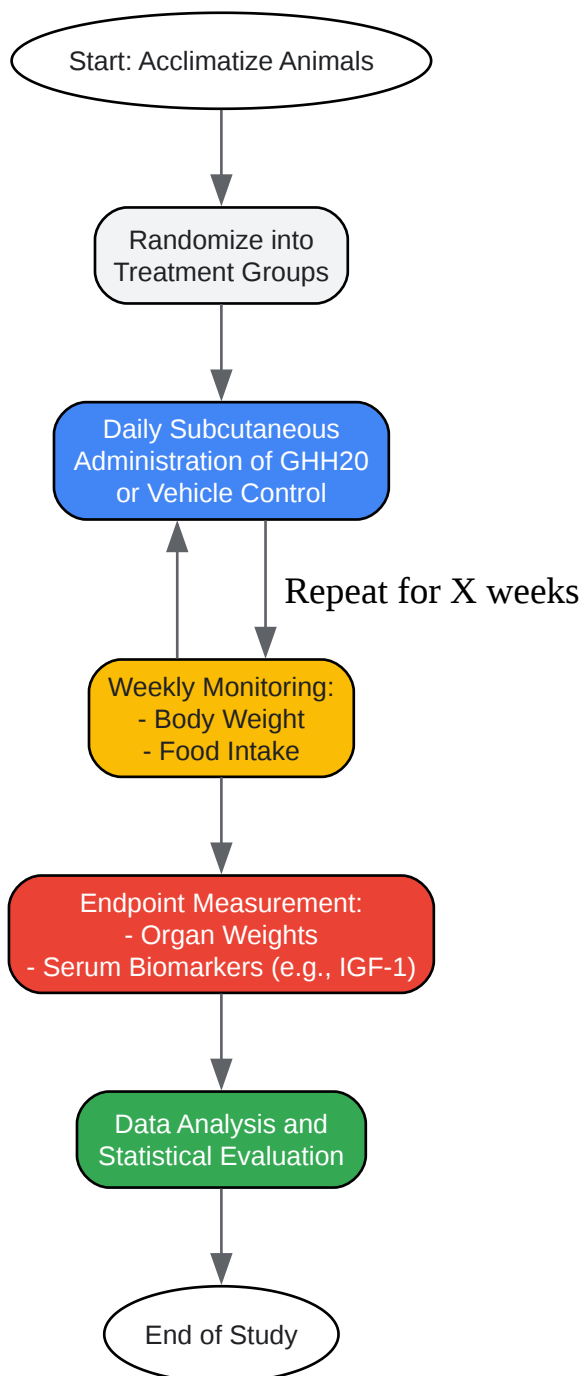 Start: Acclimatize Animals
Randomize into
Treatment Groups
Daily Subcutaneous
Administration of GHH20
or Vehicle Control
Repeat for X weeks
Weekly Monitoring:
- Body Weight
- Food Intake
Endpoint Measurement:
- Organ Weights
- Serum Biomarkers (e.g., IGF-1)
Data Analysis and
Statistical Evaluation
End of Study